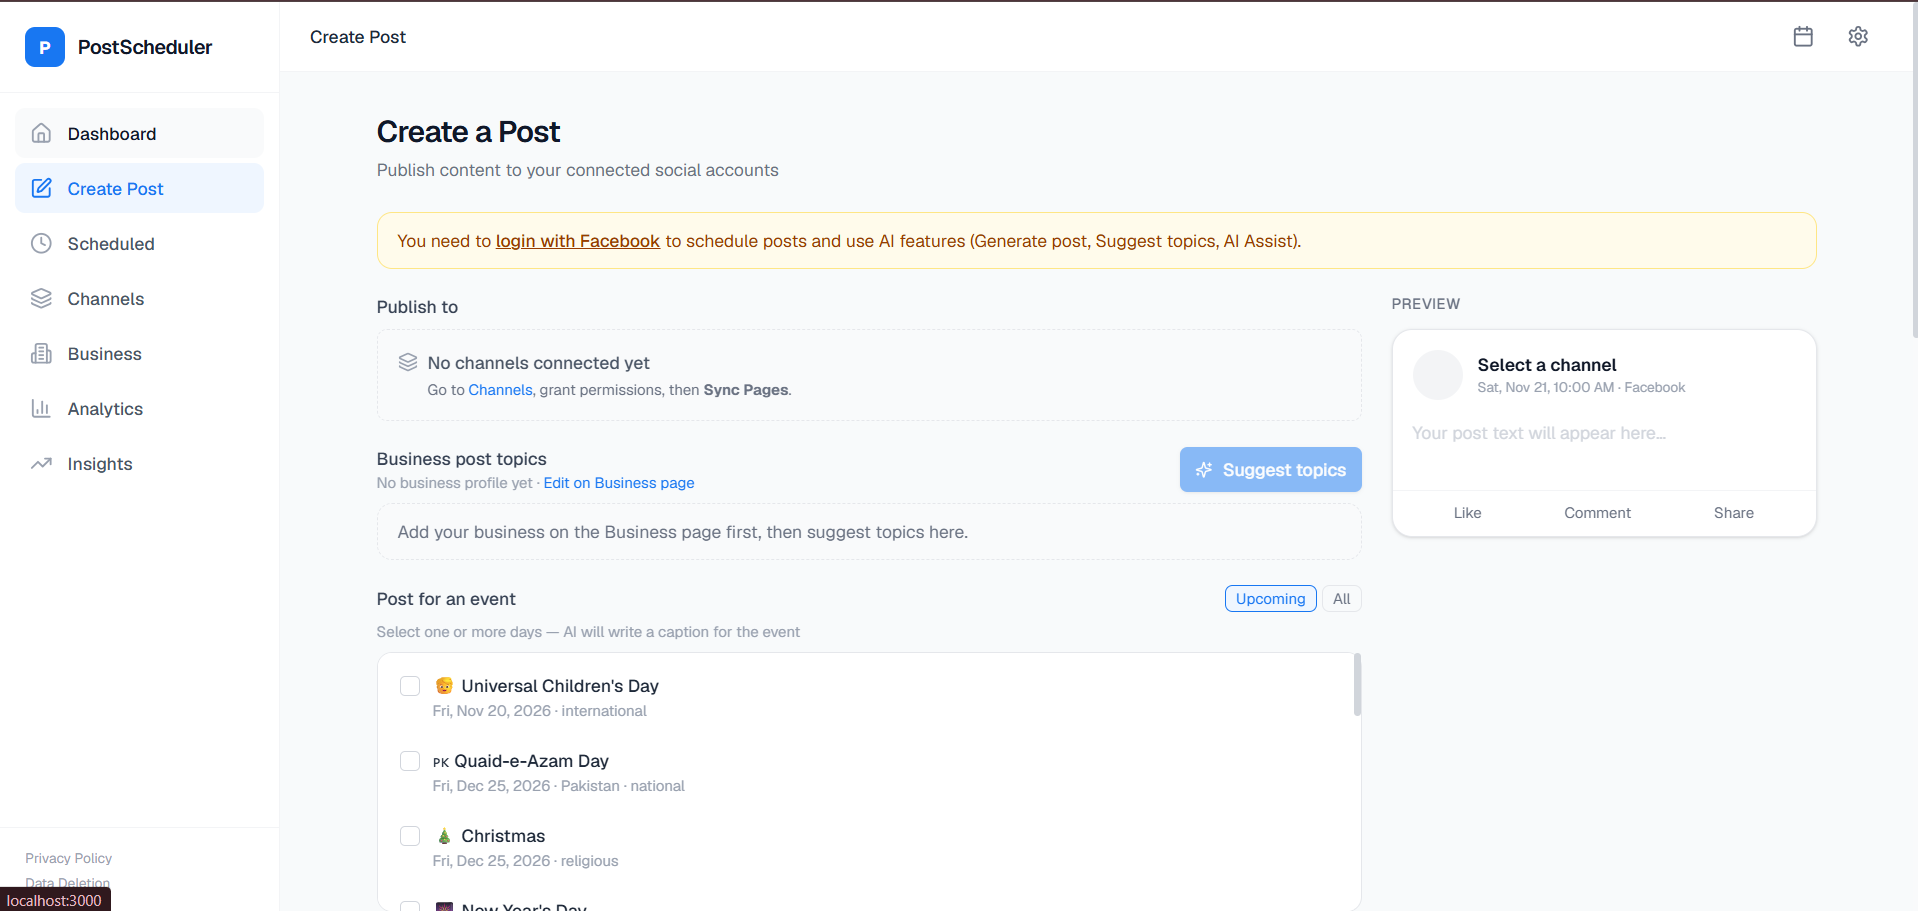 P PostScheduler
Create Post
Dashboard
Create Post
Scheduled
Channels
Business
Analytics
Insights
Privacy Policy
Data Deletion
localhost:3000
Create a Post
Publish content to your connected social accounts
You need to login with Facebook to schedule posts and use AI features (Generate post, Suggest topics, AI Assist).
Publish to
No channels connected yet
Go to Channels, grant permissions, then Sync Pages.
Business post topics
No business profile yet · Edit on Business page
Suggest topics
Add your business on the Business page first, then suggest topics here.
Post for an event
Upcoming All
Select one or more days — AI will write a caption for the event
Universal Children's Day
Fri, Nov 20, 2026 · international
PK Quaid-e-Azam Day
Fri, Dec 25, 2026 · Pakistan · national
Christmas
Fri, Dec 25, 2026 · religious
New Year's Day
PREVIEW
Select a channel
Sat, Nov 21, 10:00 AM · Facebook
Your post text will appear here...
Like Comment Share